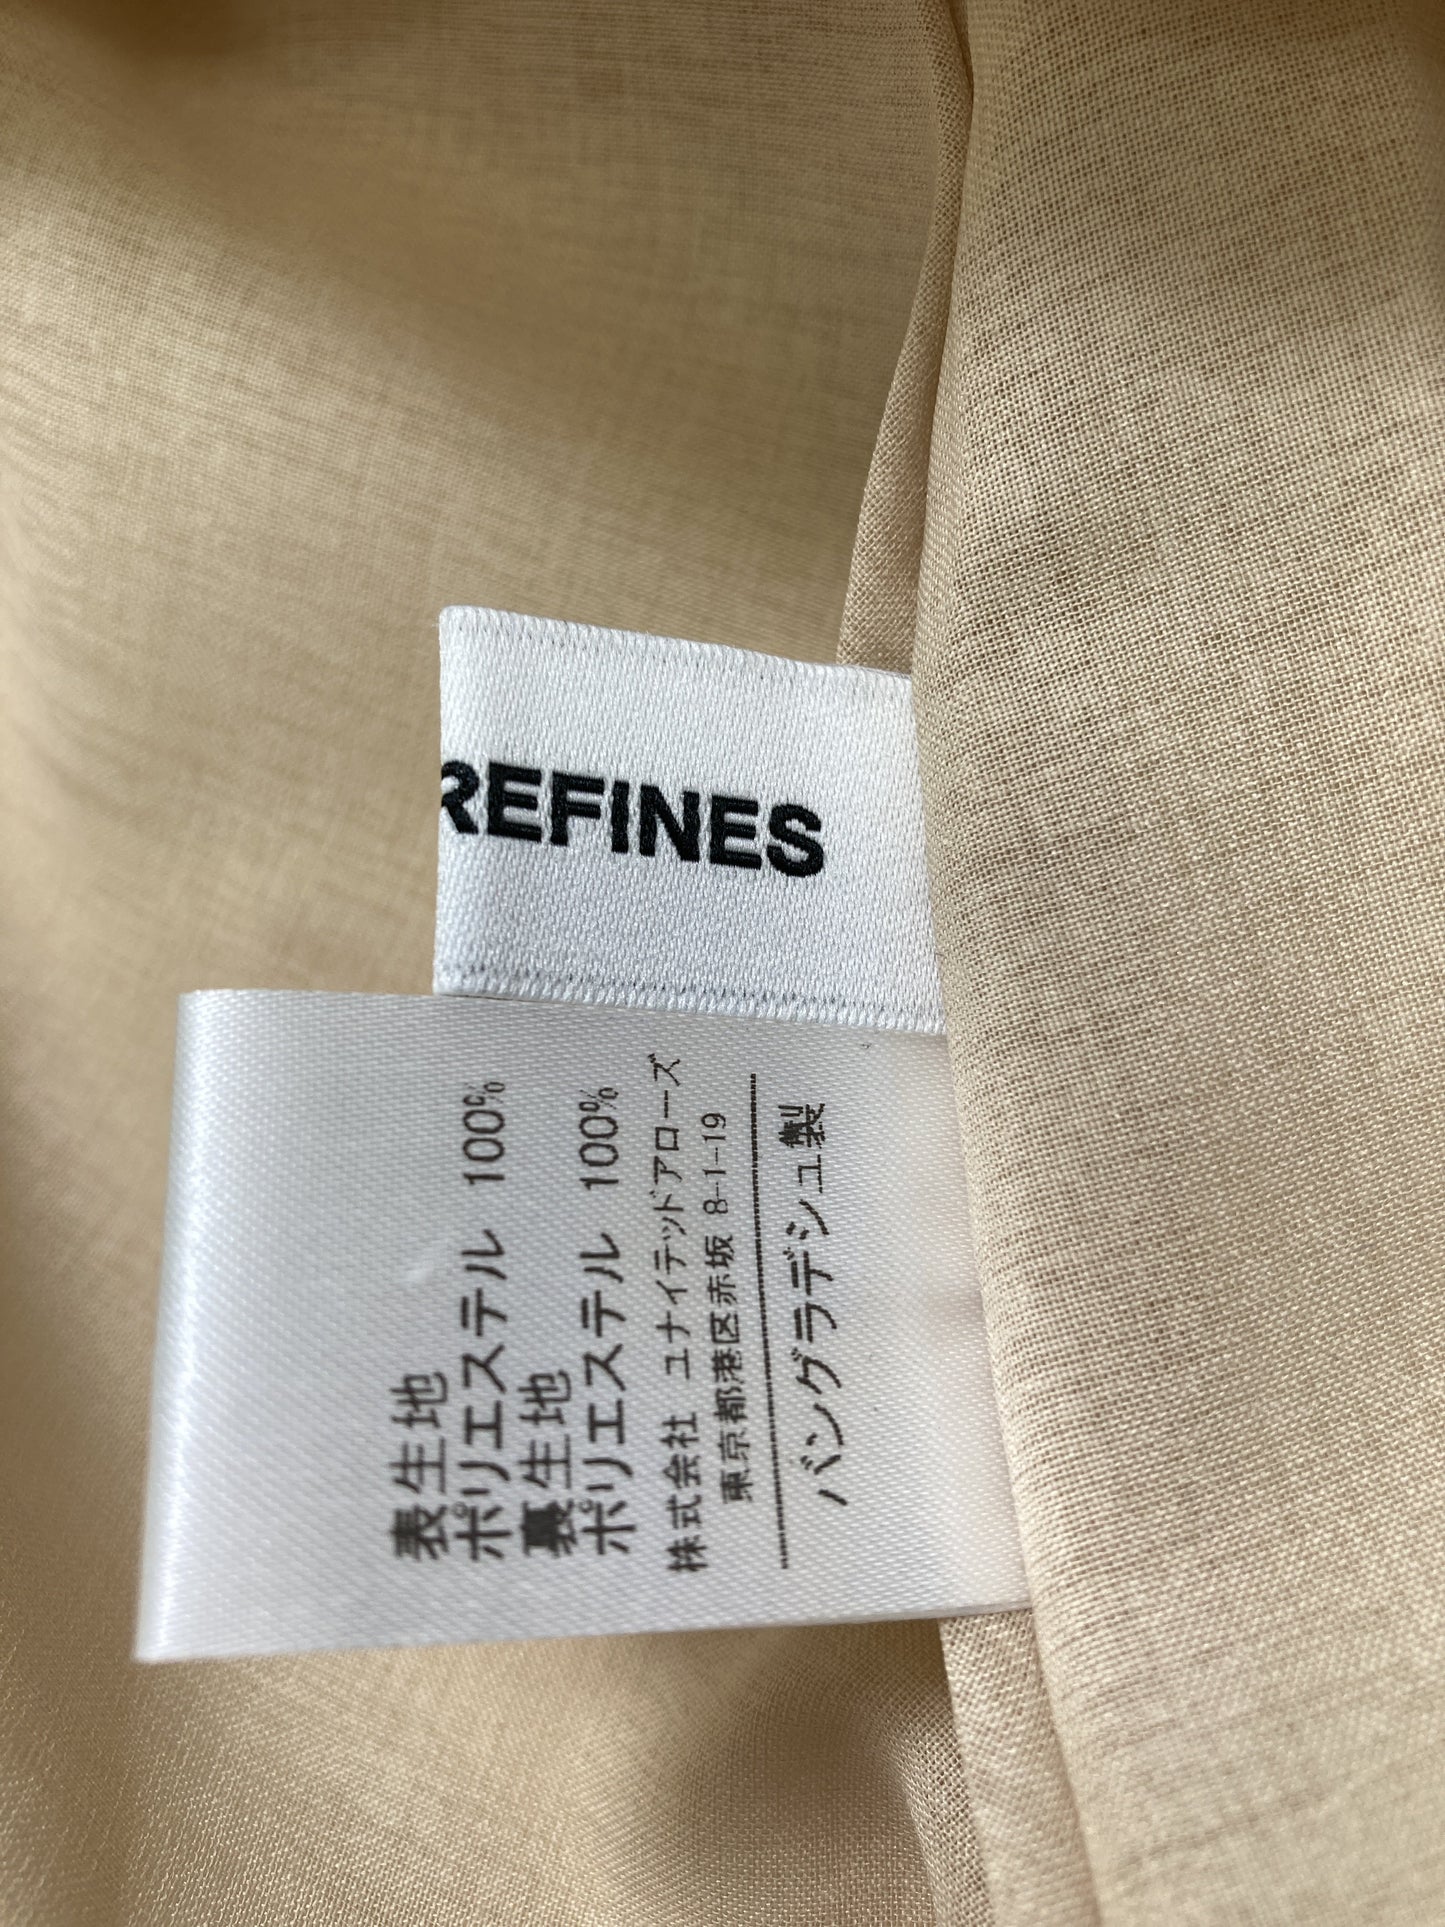 REFINES
表生地
ポリエステル 100%
裏生地
ポリエステル 100%
株式会社 ユナイテッドアローズ
東京都港区赤坂 8-1-19
バングラデシュ製